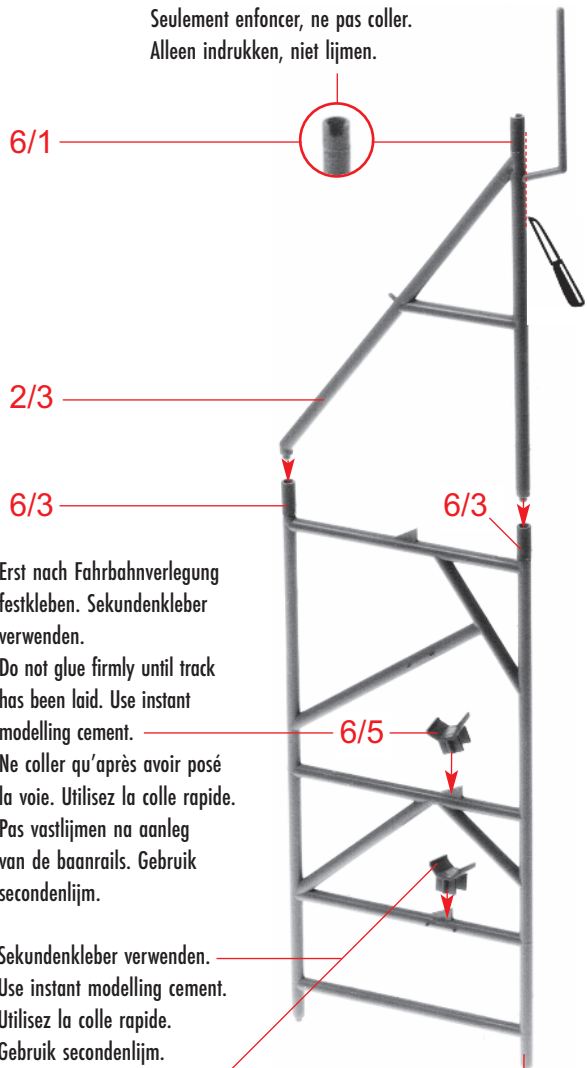 Seulement enfoncer, ne pas coller.
Alleen indrukken, niet lijmen.
6/1
2/3
6/3
6/3
Erst nach Fahrbahnverlegung
festkleben. Sekundenkleber
verwenden.
Do not glue firmly until track
has been laid. Use instant
modelling cement.
6/5
Ne coller qu'après avoir posé
la voie. Utilisez la colle rapide.
Pas vastlijmen na aanleg
van de baanrails. Gebruik
secondenlijm.
Sekundenkleber verwenden.
Use instant modelling cement.
Utilisez la colle rapide.
Gebruik secondenlijm.